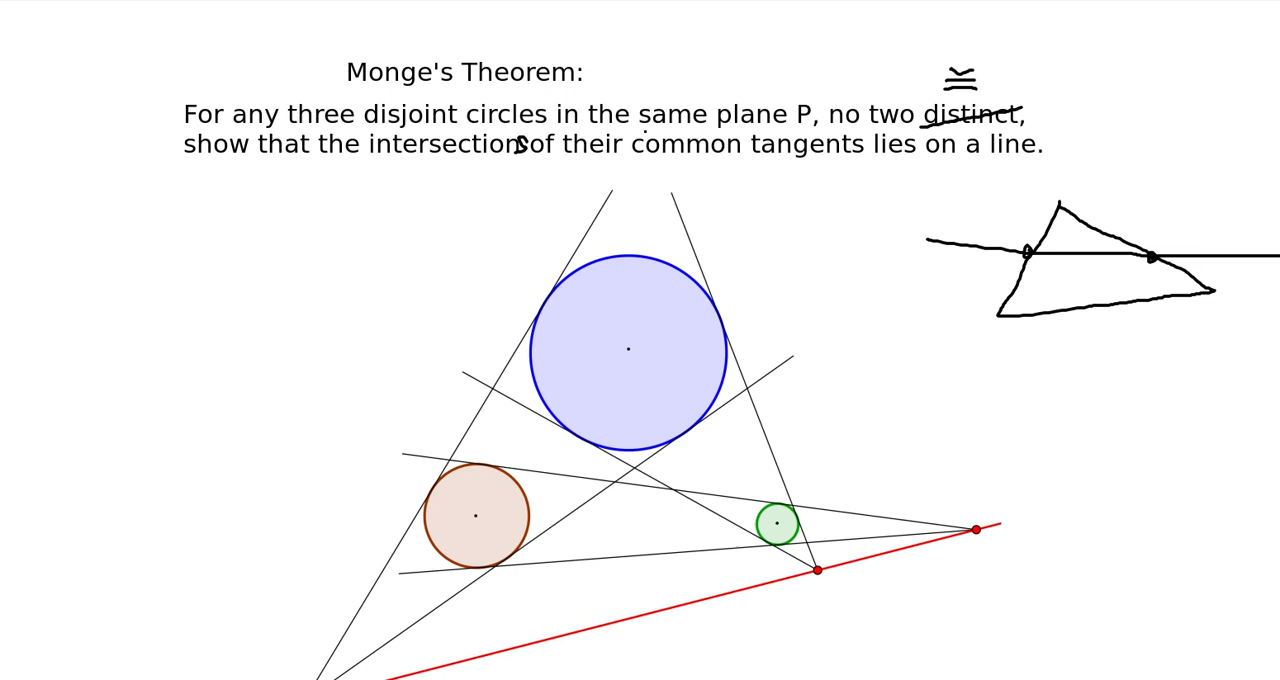 Monge's Theorem:
≅
For any three disjoint circles in the same plane P, no two distinct,
show that the intersections of their common tangents lies on a line.